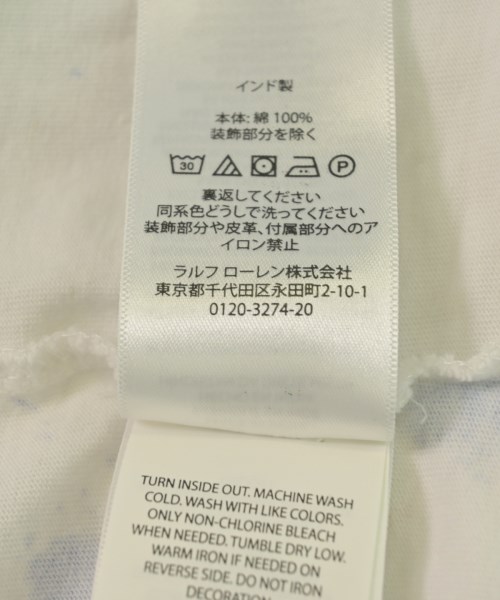 インド製
本体: 綿 100%
装飾部分を除く
30 P
裏返してください
同系色どうしで洗ってください
装飾部分や皮革、付属部分へのア
イロン禁止
ラルフ ローレン株式会社
東京都千代田区永田町2-10-1
0120-3274-20
TURN INSIDE OUT. MACHINE WASH
COLD. WASH WITH LIKE COLORS.
ONLY NON-CHLORINE BLEACH
WHEN NEEDED. TUMBLE DRY LOW.
WARM IRON IF NEEDED ON
REVERSE SIDE. DO NOT IRON
DECORATION